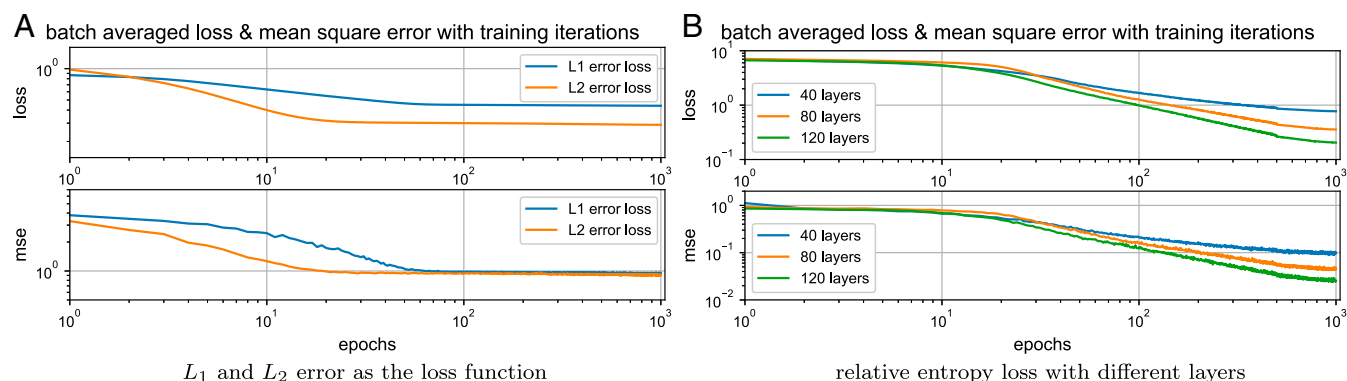 A batch averaged loss & mean square error with training iterations
loss
10^0
L1 error loss
L2 error loss
10^0 10^1 10^2 10^3
mse
10^0
L1 error loss
L2 error loss
10^0 10^1 10^2 10^3
epochs
L_1 and L_2 error as the loss function
B batch averaged loss & mean square error with training iterations
loss
10^1
10^0
10^-1
40 layers
80 layers
120 layers
10^0 10^1 10^2 10^3
mse
10^0
10^-1
10^-2
40 layers
80 layers
120 layers
10^0 10^1 10^2 10^3
epochs
relative entropy loss with different layers